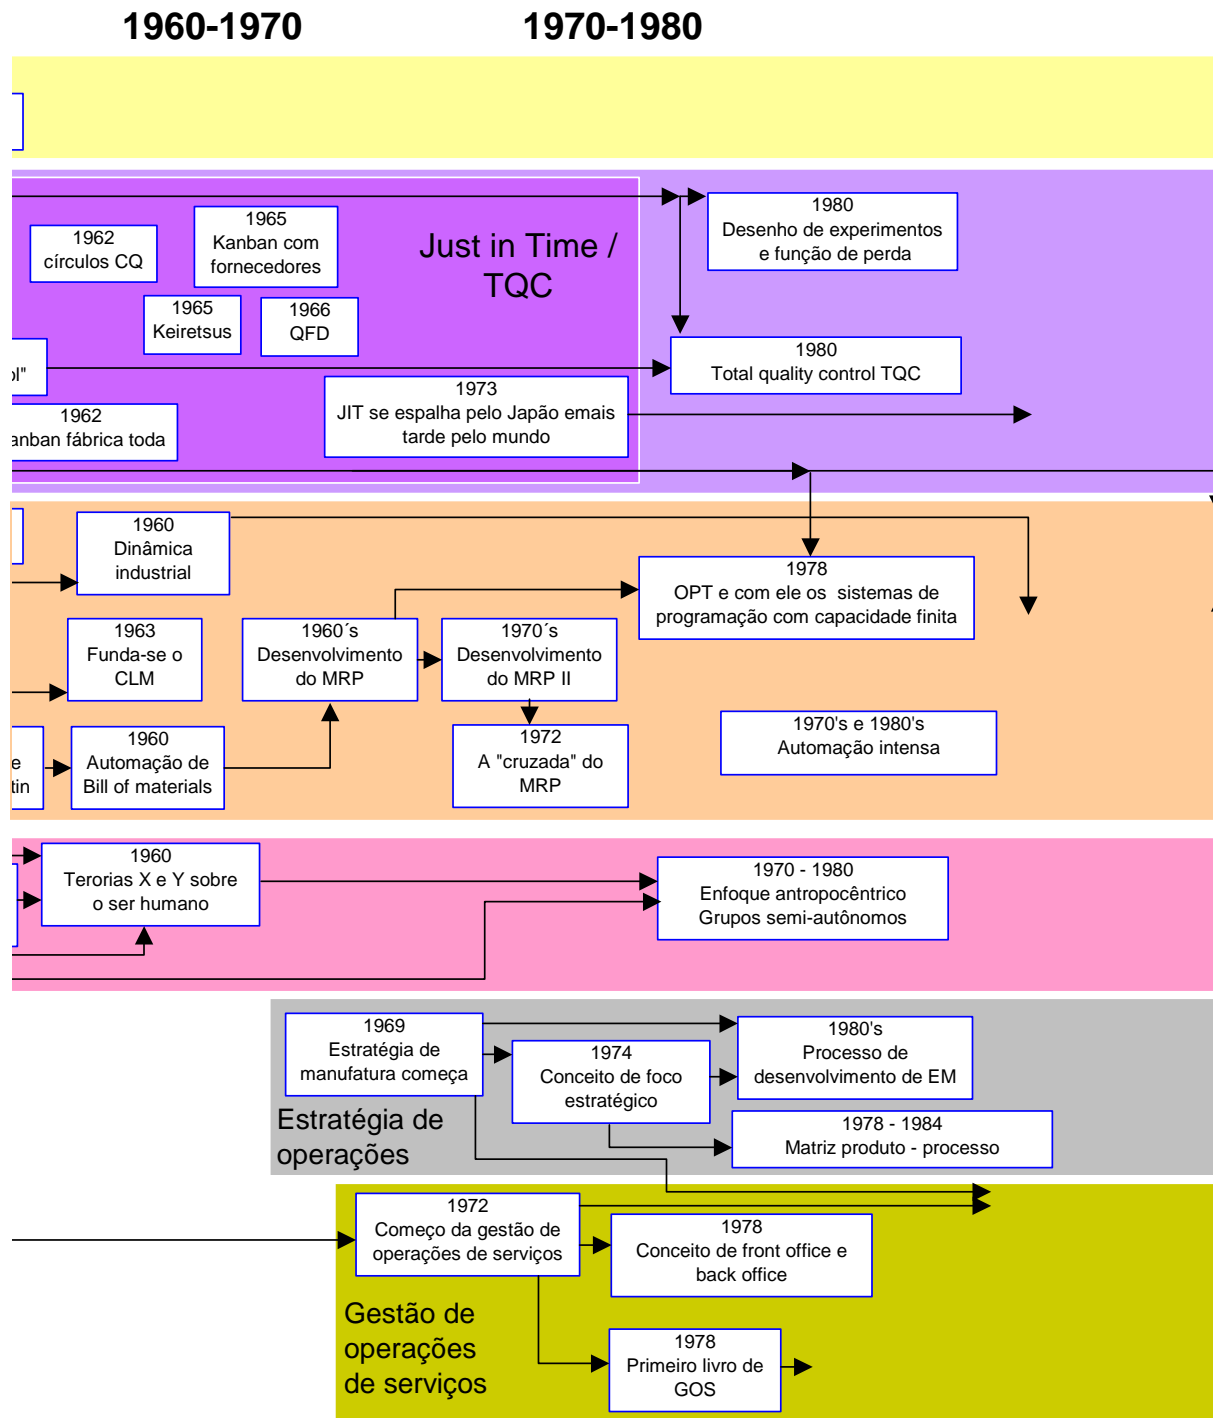 1960-1970
1970-1980
1980
Desenho de experimentos
e função de perda
1965
Kanban com
fornecedores
1962
círculos CQ
Just in Time /
TQC
1965
Keiretsus
1966
QFD
ol"
1980
Total quality control TQC
1973
JIT se espalha pelo Japão emais
tarde pelo mundo
1962
anban fábrica toda
1960
Dinâmica
industrial
1978
OPT e com ele os sistemas de
programação com capacidade finita
1963
Funda-se o
CLM
1960´s
Desenvolvimento
do MRP
1970´s
Desenvolvimento
do MRP II
1970's e 1980's
Automação intensa
e
tin
1960
Automação de
Bill of materials
1972
A "cruzada" do
MRP
1960
Terorias X e Y sobre
o ser humano
1970 - 1980
Enfoque antropocêntrico
Grupos semi-autônomos
1969
Estratégia de
manufatura começa
1974
Conceito de foco
estratégico
1980's
Processo de
desenvolvimento de EM
Estratégia de
operações
1978 - 1984
Matriz produto - processo
1972
Começo da gestão de
operações de serviços
1978
Conceito de front office e
back office
Gestão de
operações
de serviços
1978
Primeiro livro de
GOS